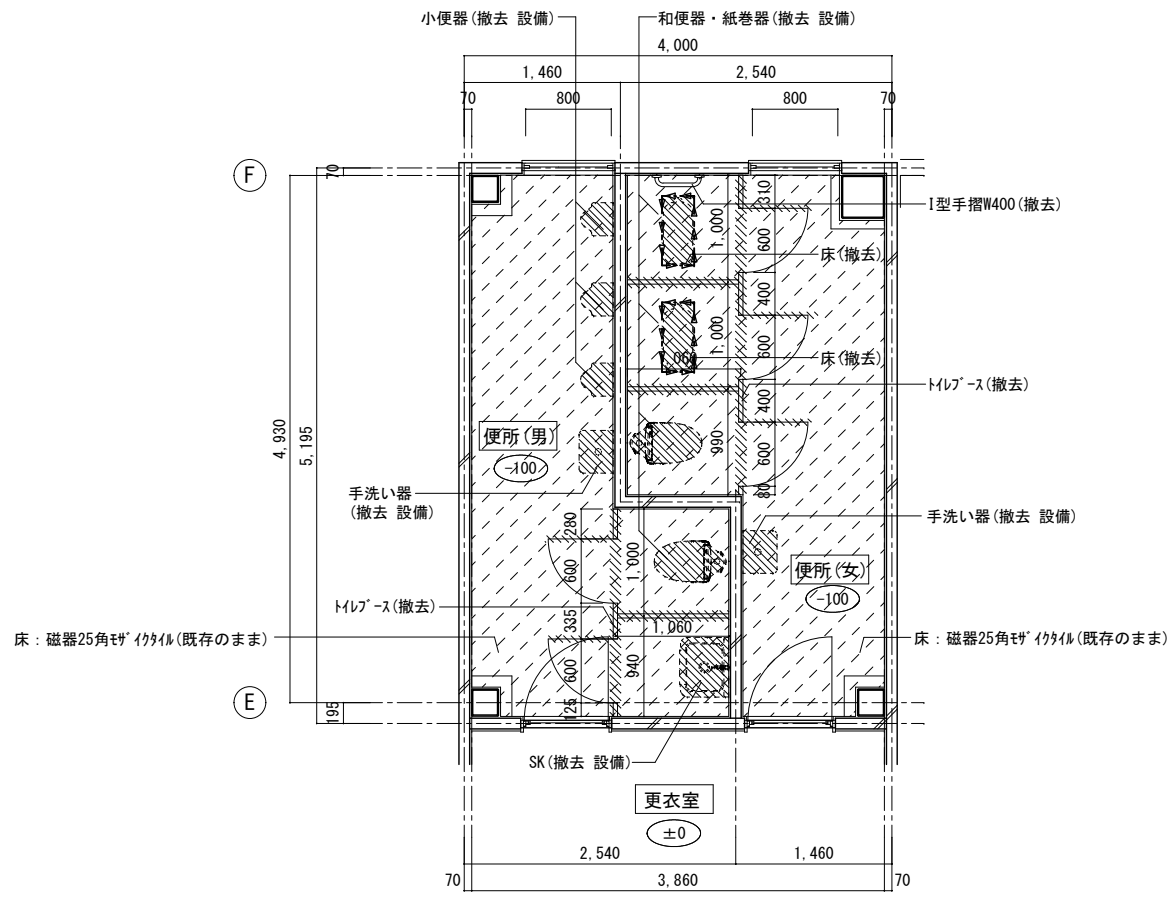 小便器(撤去 設備)
和便器・紙巻器(撤去 設備)
4,000
1,460
2,540
70
800
800
70
F
70
310
1,000
I型手摺W400(撤去)
600
床(撤去)
400
1,000
600
060
床(撤去)
ﾄｲﾚﾌﾞｰｽ(撤去)
400
4,930
5,195
便所(男)
-100
990
600
80
手洗い器
(撤去 設備)
280
手洗い器(撤去 設備)
600
1,000
便所(女)
-100
ﾄｲﾚﾌﾞｰｽ(撤去)
335
1,060
床：磁器25角ﾓｻﾞｲｸﾀｲﾙ(既存のまま)
床：磁器25角ﾓｻﾞｲｸﾀｲﾙ(既存のまま)
600
940
E
195
125
SK(撤去 設備)
更衣室
±0
2,540
1,460
70
3,860
70